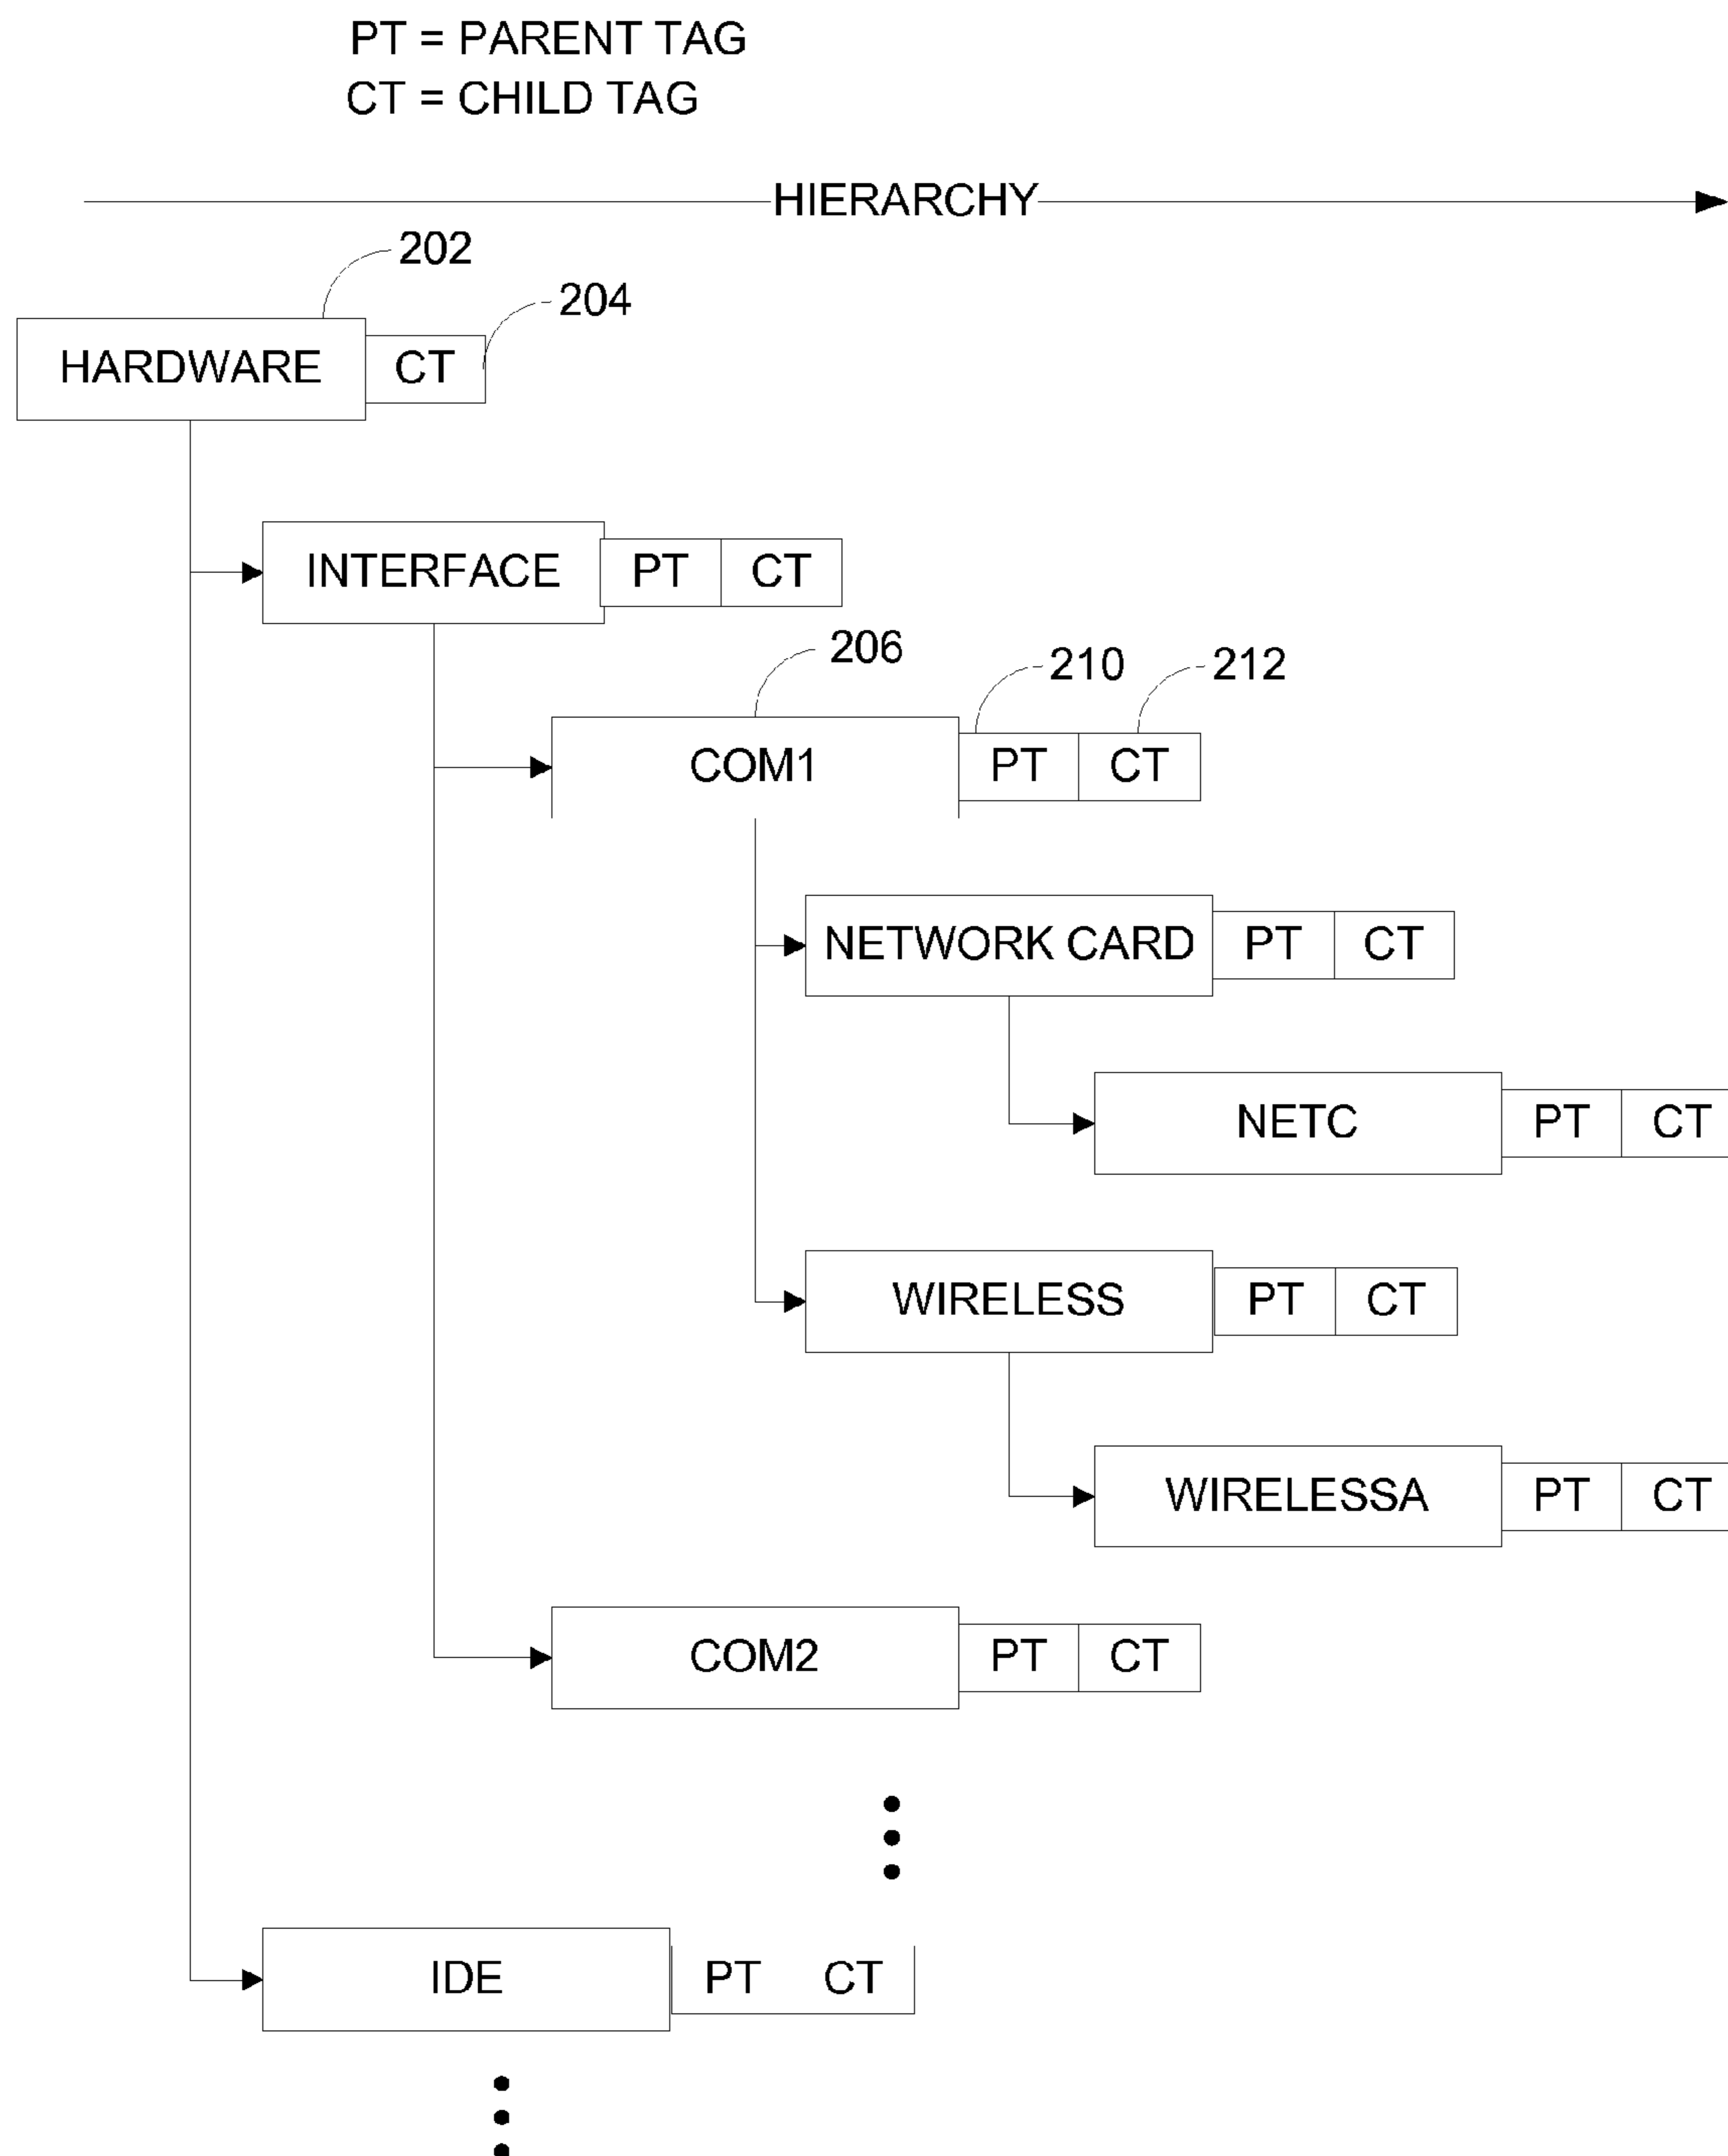 PT = PARENT TAG
CT = CHILD TAG
HIERARCHY
202
204
HARDWARE CT
INTERFACE PT CT
206
210
212
COM1 PT CT
NETWORK CARD PT CT
NETC PT CT
WIRELESS PT CT
WIRELESSA PT CT
COM2 PT CT
IDE PT CT